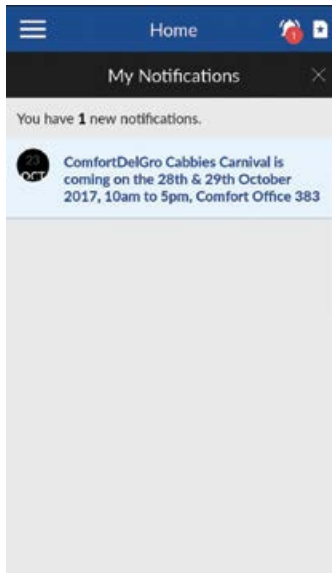 Home
1
My Notifications
You have 1 new notifications.
23
OCT
ComfortDelGro Cabbies Carnival is
coming on the 28th & 29th October
2017, 10am to 5pm, Comfort Office 383